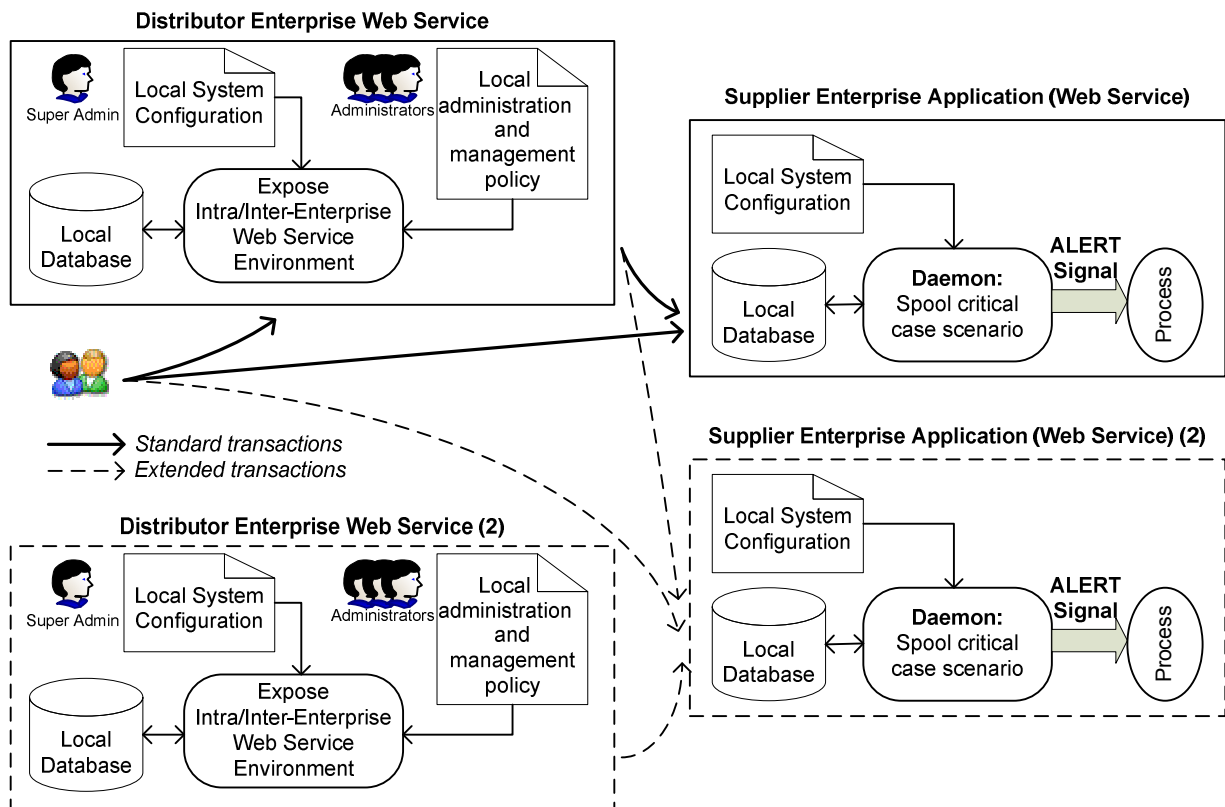 Distributor Enterprise Web Service
Super Admin
Local System
Configuration
Administrators
Local
administration
and
management
policy
Local
Database
Expose
Intra/Inter-Enterprise
Web Service
Environment
Supplier Enterprise Application (Web Service)
Local System
Configuration
Local
Database
Daemon:
Spool critical
case scenario
ALERT
Signal
Process
Standard transactions
Extended transactions
Distributor Enterprise Web Service (2)
Super Admin
Local System
Configuration
Administrators
Local
administration
and
management
policy
Local
Database
Expose
Intra/Inter-Enterprise
Web Service
Environment
Supplier Enterprise Application (Web Service) (2)
Local System
Configuration
Local
Database
Daemon:
Spool critical
case scenario
ALERT
Signal
Process